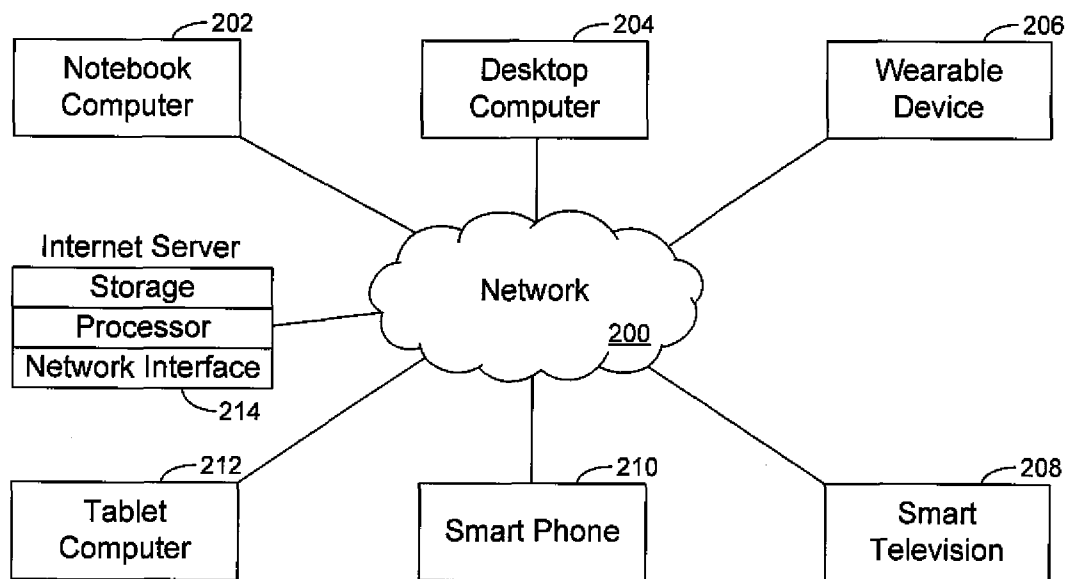 202
204
206
Notebook
Computer
Desktop
Computer
Wearable
Device
Internet Server
Storage
Processor
Network Interface
214
Network
200
212
210
208
Tablet
Computer
Smart Phone
Smart
Television